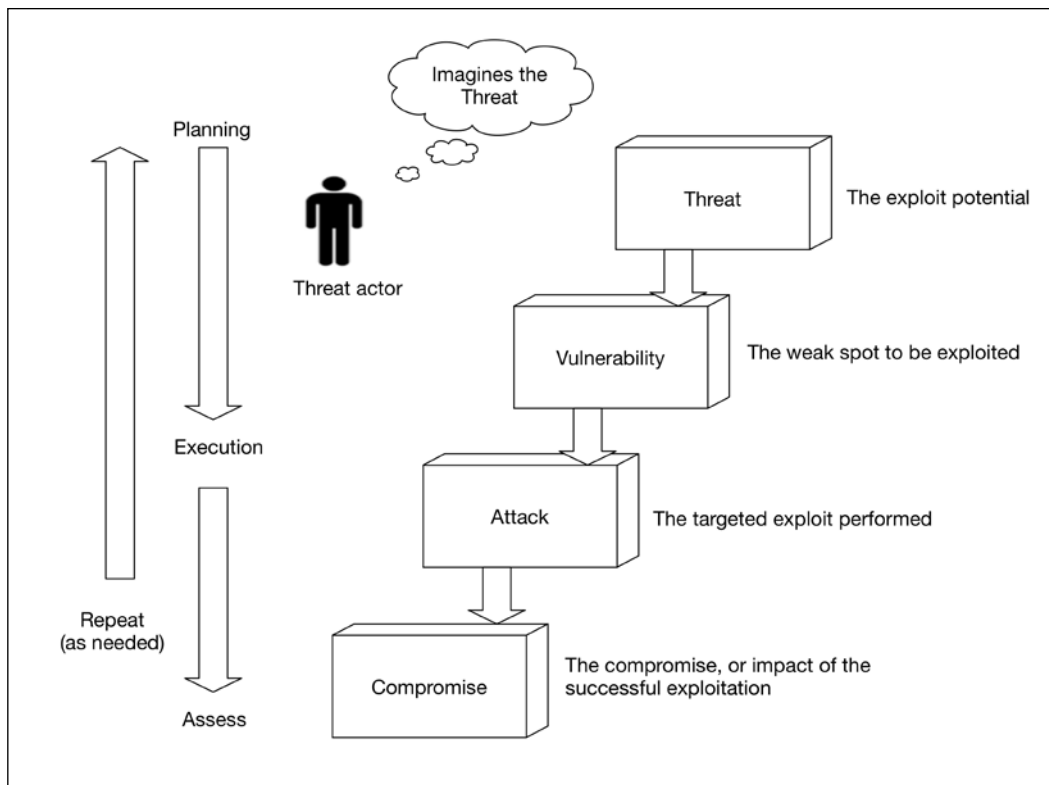 Imagines the
Threat
Planning
Threat
The exploit potential
Threat actor
Vulnerability
The weak spot to be exploited
Execution
Attack
The targeted exploit performed
Repeat
(as needed)
Compromise
The compromise, or impact of the
successful exploitation
Assess